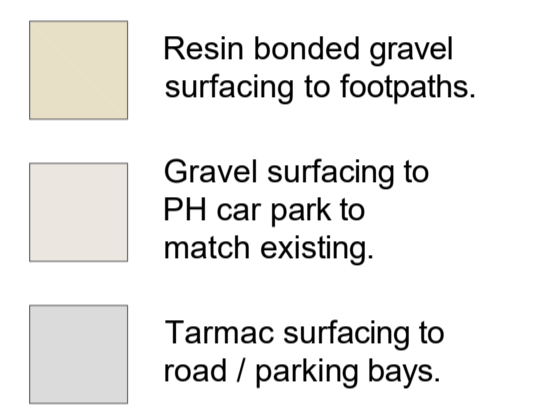 Resin bonded gravel
surfacing to footpaths.
Gravel surfacing to
PH car park to
match existing.
Tarmac surfacing to
road / parking bays.